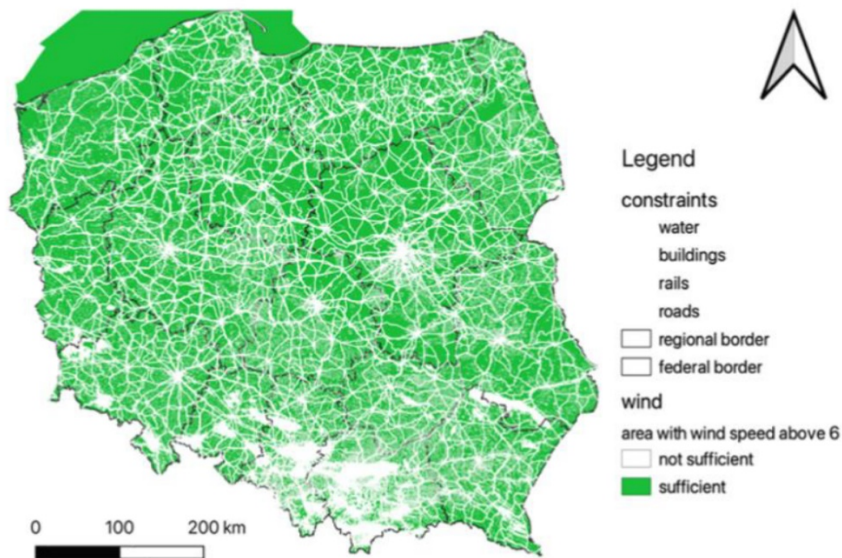 Legend
constraints
water
buildings
rails
roads
regional border
federal border
wind
area with wind speed above 6
not sufficient
sufficient
0 100 200 km